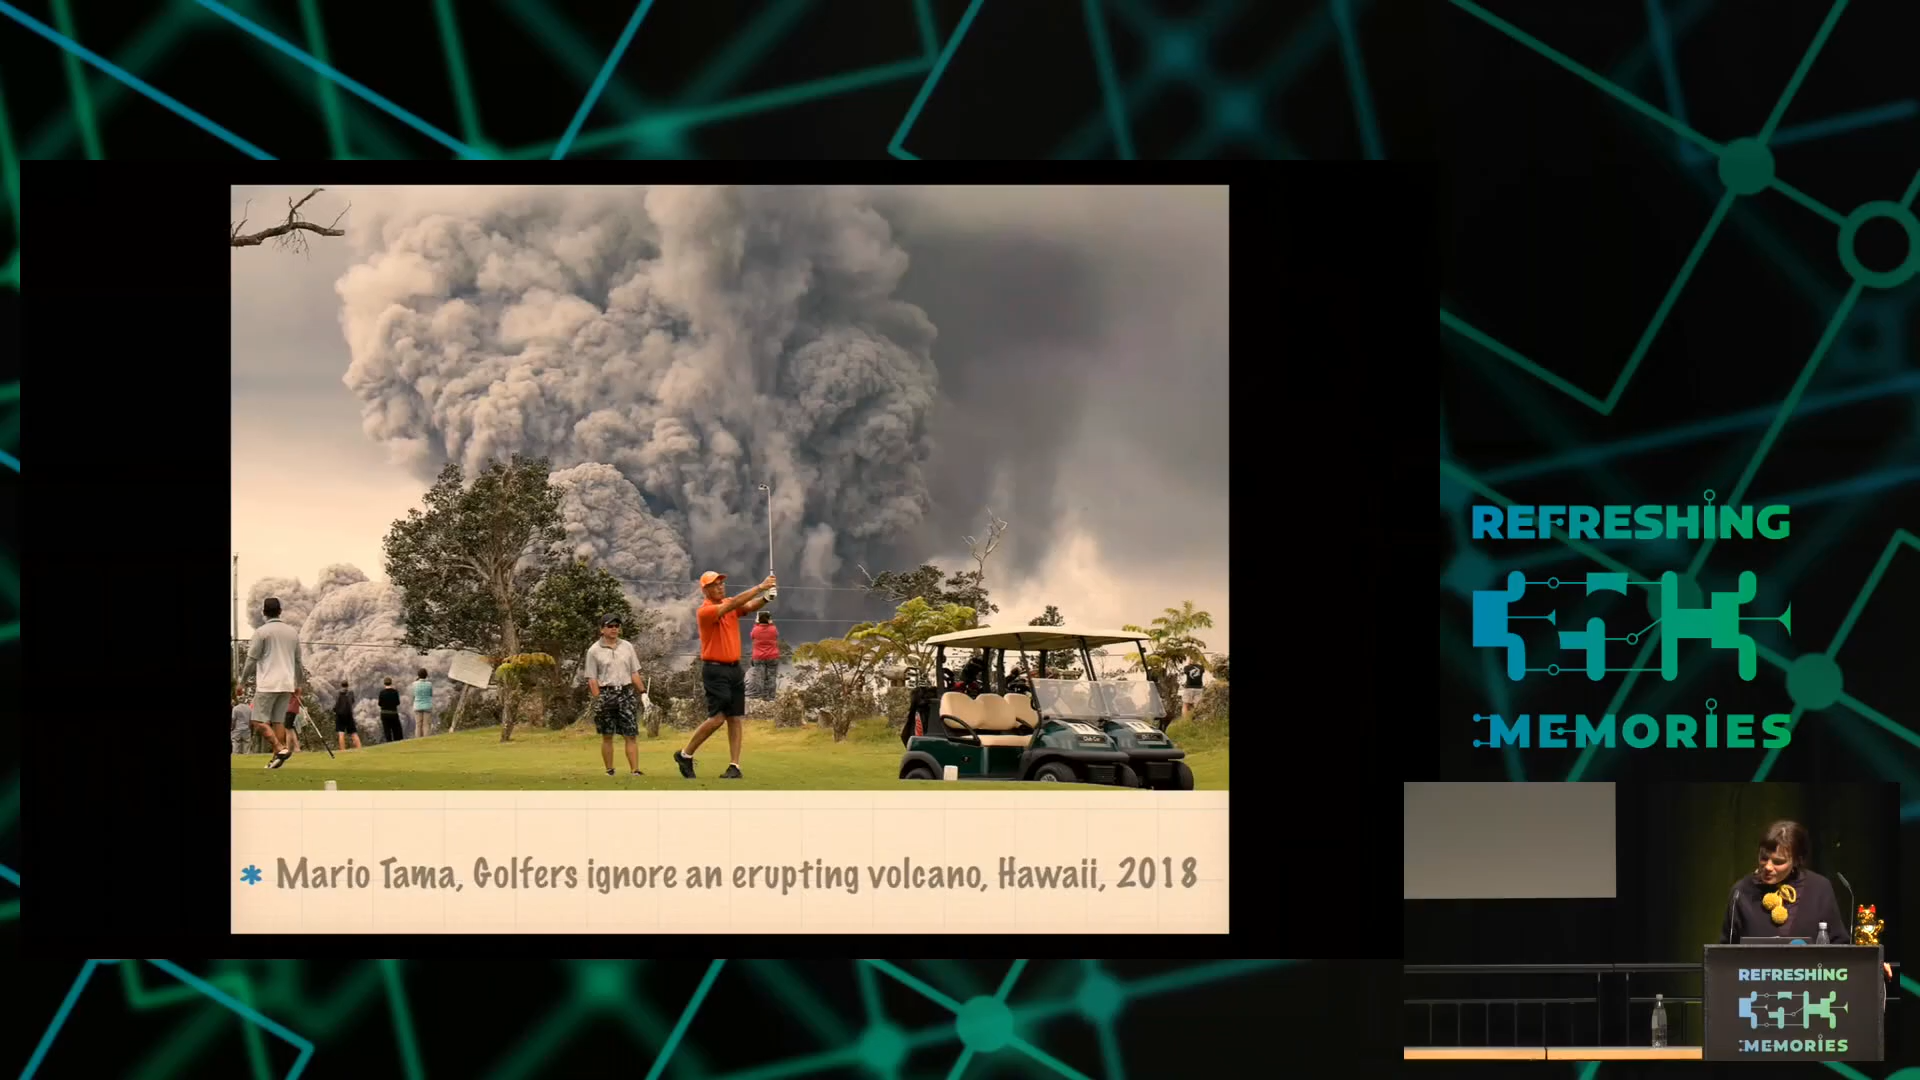 * Mario Tama, Golfers ignore an erupting volcano, Hawaii, 2018
REFRESHING
MEMORIES
REFRESHING
MEMORIES